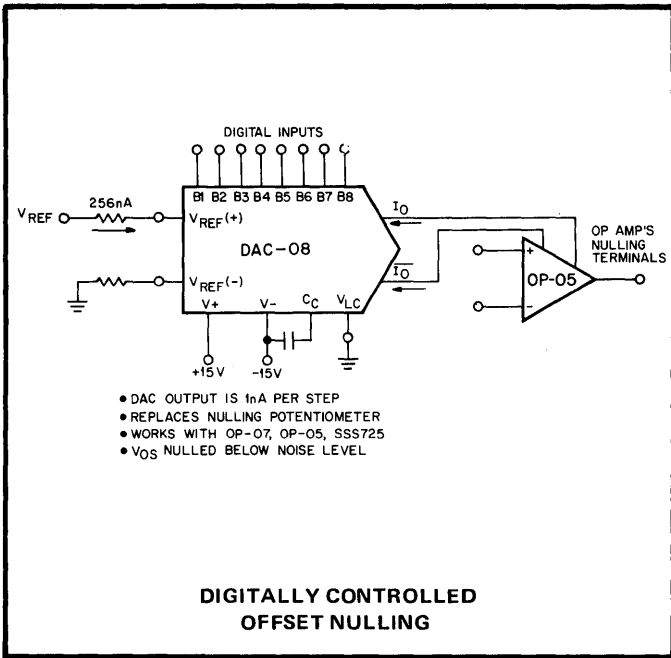 DIGITAL INPUTS
B1 B2 B3 B4 B5 B6 B7 B8
256nA
VREF
VREF(+)
IO
OP AMP'S
NULLING
TERMINALS
DAC-08
+
OP-05
IO
VREF(-)
-
V+ V- CC VLC
+15V -15V
• DAC OUTPUT IS 1nA PER STEP
• REPLACES NULLING POTENTIOMETER
• WORKS WITH OP-07, OP-05, SSS725
• VOS NULLED BELOW NOISE LEVEL
DIGITALLY CONTROLLED
OFFSET NULLING